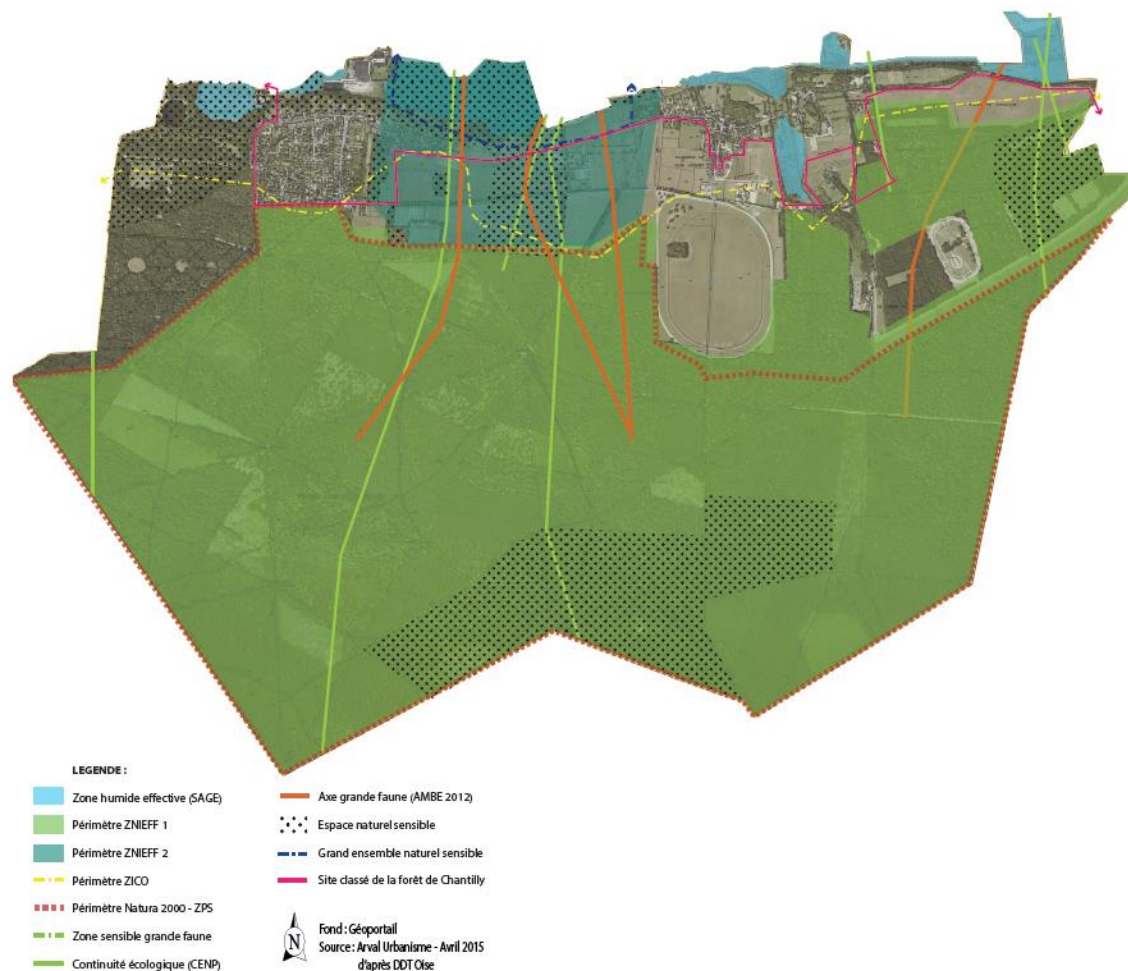 LEGENDE :
Zone humide effective (SAGE)
Périmètre ZNIEFF 1
Périmètre ZNIEFF 2
Périmètre ZICO
Périmètre Natura 2000 - ZPS
Zone sensible grande faune
Continuité écologique (CENP)
Axe grande faune (AMBE 2012)
Espace naturel sensible
Grand ensemble naturel sensible
Site classé de la forêt de Chantilly
N
Fond : Géoportail
Source : Arval Urbanisme - Avril 2015
d'après DDT Oise